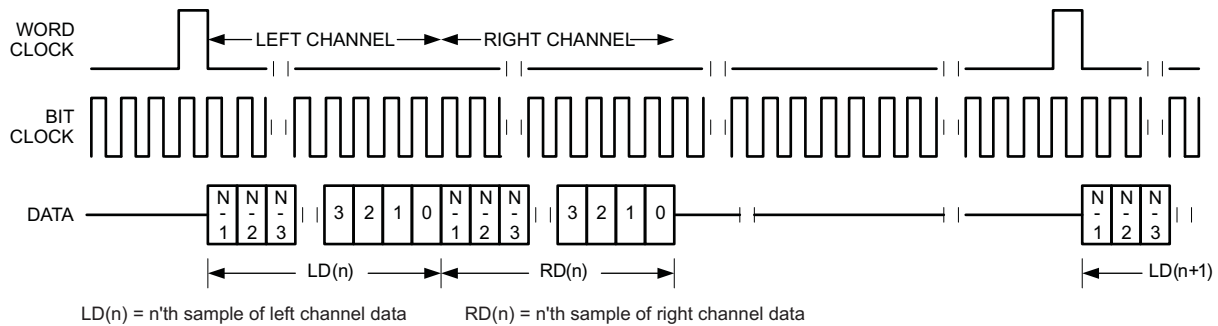 WORD
CLOCK
LEFT CHANNEL
RIGHT CHANNEL
BIT
CLOCK
DATA
N-1 N-2 N-3 3 2 1 0 N-1 N-2 N-3 3 2 1 0 N-1 N-2 N-3
LD(n) RD(n) LD(n+1)
LD(n) = n'th sample of left channel data RD(n) = n'th sample of right channel data